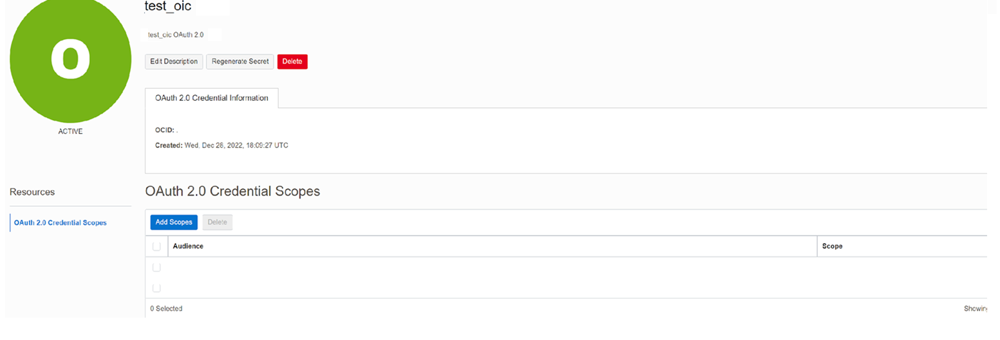 test_oic
O
test_oic OAuth 2.0
Edit Description Regenerate Secret Delete
OAuth 2.0 Credential Information
ACTIVE
OCID: .
Created: Wed, Dec 28, 2022, 18:09:27 UTC
Resources
OAuth 2.0 Credential Scopes
OAuth 2.0 Credential Scopes
Add Scopes Delete
Audience Scope
0 Selected Showing